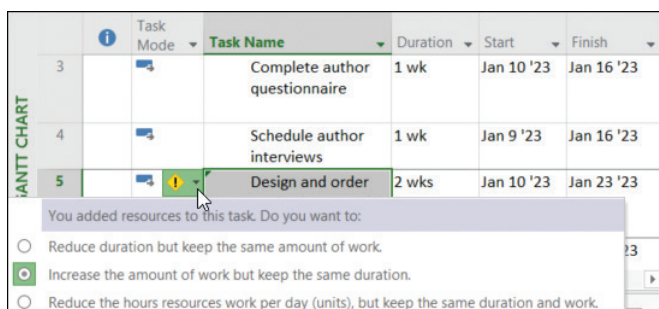 Task
Mode Task Name Duration Start Finish
3 Complete author 1 wk Jan 10 '23 Jan 16 '23
questionnaire
4 Schedule author 1 wk Jan 9 '23 Jan 16 '23
interviews
5 Design and order 2 wks Jan 10 '23 Jan 23 '23
GANTT CHART
You added resources to this task. Do you want to:
Reduce duration but keep the same amount of work.
23
Increase the amount of work but keep the same duration.
Reduce the hours resources work per day (units), but keep the same duration and work.